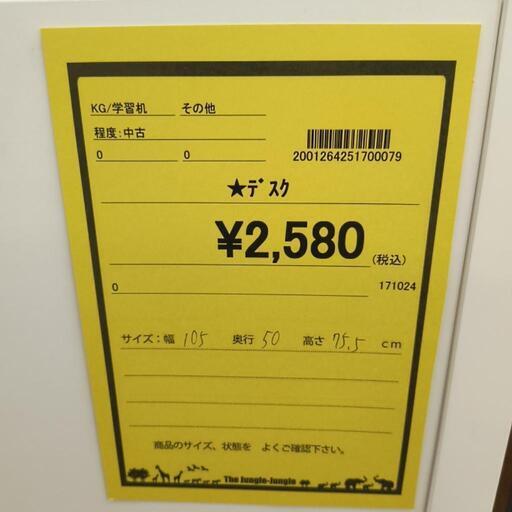 KG/学習机 その他
程度:中古
0 0
2001264251700079
★ﾃﾞｽｸ
¥2,580 (税込)
0 171024
サイズ:幅 105 奥行 50 高さ 75.5 cm
商品のサイズ、状態を よくご確認下さい。
The Jungle-Jungle